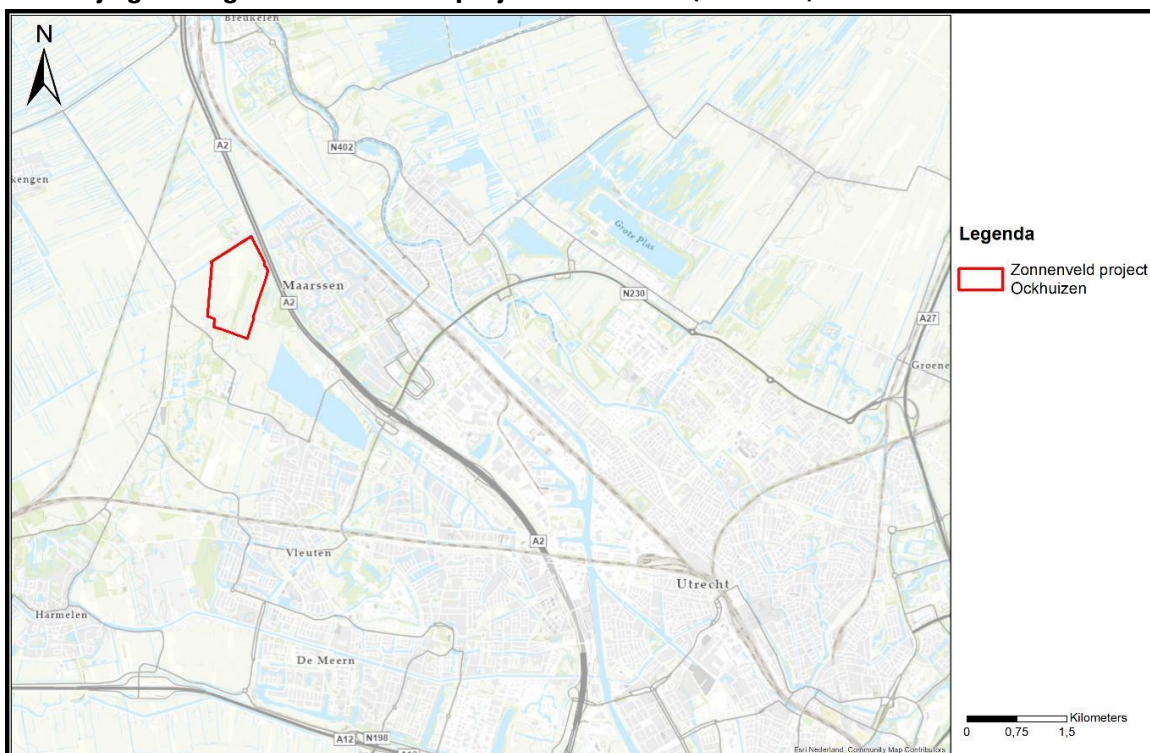 N
Breukelen
A2
N402
kengen
Grote Plas
Maarssen
A2
N230
A27
Groene
Vleuten
A2
Utrecht
Harmelen
De Meern
A12
N198
Legenda
Zonnenveld project
Ockhuizen
Kilometers
0 0,75 1,5
Esri Nederland, Community Map Contributors